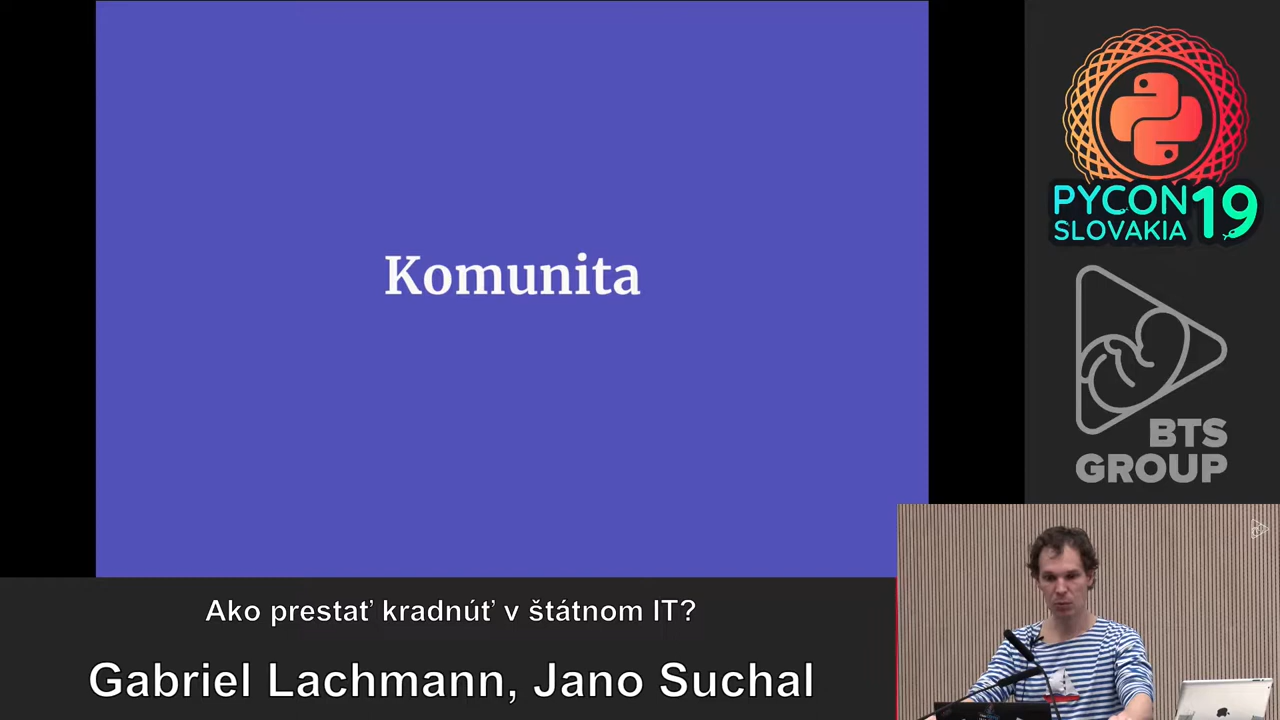 Komunita
PYCON 19
SLOVAKIA
BTS
GROUP
Ako prestať kradnúť v štátnom IT?
Gabriel Lachmann, Jano Suchal